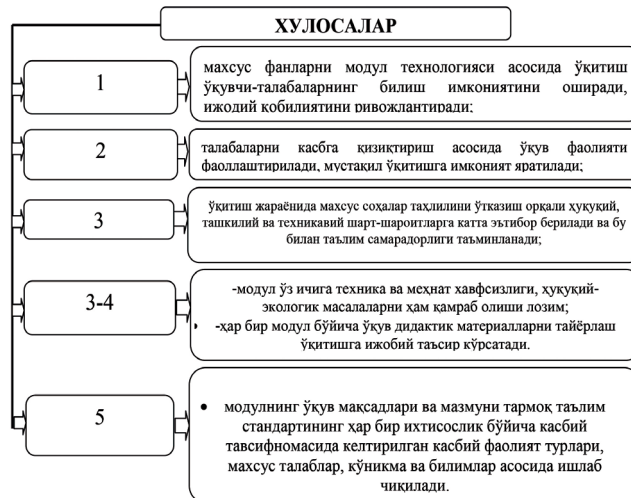 ХУЛОСАЛАР
1
махсус фанларни модул технологияси асосида ўқитиш
ўқувчи-талабаларнинг билиш имкониятини оширади,
ижодий қобилиятини ривожлантиради;
2
талабаларни касбга қизиқтириш асосида ўқув фаолияти
фаоллаштирилади, мустақил ўқитишга имконият яратилади;
3
ўқитиш жараёнида махсус соҳалар таҳлилини ўтказиш орқали ҳуқуқий,
ташкилий ва техникавий шарт-шароитларга катта эътибор берилади ва бу
билан таълим самарадорлиги таъминланади;
3-4
-модул ўз ичига техника ва меҳнат хавфсизлиги, ҳуқуқий-
экологик масалаларни ҳам қамраб олиши лозим;
• -ҳар бир модул бўйича ўқув дидактик материалларни тайёрлаш
ўқитишга ижобий таъсир кўрсатади.
5
• модулнинг ўқув мақсадлари ва мазмуни тармоқ таълим
стандартининг ҳар бир ихтисослик бўйича касбий
тавсифномасида келтирилган касбий фаолият турлари,
махсус талаблар, кўникма ва билимлар асосида ишлаб
чиқилади.